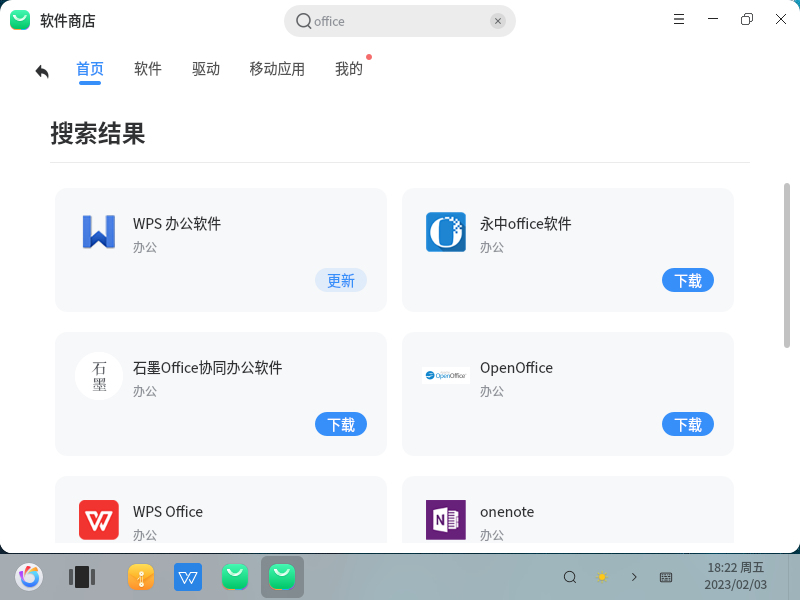 软件商店
office
首页
软件
驱动
移动应用
我的
搜索结果
WPS 办公软件
办公
更新
永中office软件
办公
下载
石墨
石墨Office协同办公软件
办公
下载
OpenOffice
OpenOffice
办公
下载
WPS Office
办公
N
onenote
办公
18:22 周五
2023/02/03